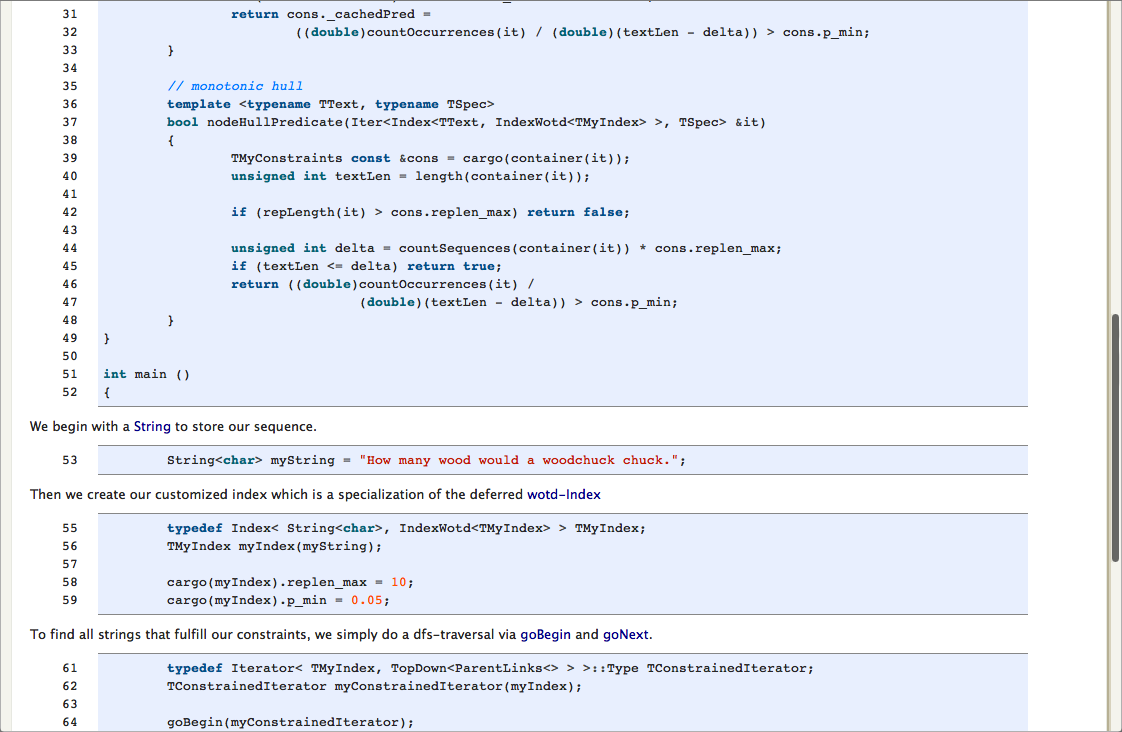 31 return cons._cachedPred =
32 ((double)countOccurrences(it) / (double)(textLen - delta)) > cons.p_min;
33 }
34
35 // monotonic hull
36 template <typename TText, typename TSpec>
37 bool nodeHullPredicate(Iter<Index<TText, IndexWotd<TMyIndex> >, TSpec> &it)
38 {
39 TMyConstraints const &cons = cargo(container(it));
40 unsigned int textLen = length(container(it));
41
42 if (repLength(it) > cons.replen_max) return false;
43
44 unsigned int delta = countSequences(container(it)) * cons.replen_max;
45 if (textLen <= delta) return true;
46 return ((double)countOccurrences(it) /
47 (double)(textLen - delta)) > cons.p_min;
48 }
49 }
50
51 int main ()
52 {
We begin with a String to store our sequence.
53 String<char> myString = "How many wood would a woodchuck chuck.";
Then we create our customized index which is a specialization of the deferred wotd-Index
55 typedef Index< String<char>, IndexWotd<TMyIndex> > TMyIndex;
56 TMyIndex myIndex(myString);
57
58 cargo(myIndex).replen_max = 10;
59 cargo(myIndex).p_min = 0.05;
To find all strings that fulfill our constraints, we simply do a dfs-traversal via goBegin and goNext.
61 typedef Iterator< TMyIndex, TopDown<ParentLinks<> > >::Type TConstrainedIterator;
62 TConstrainedIterator myConstrainedIterator(myIndex);
63
64 goBegin(myConstrainedIterator);